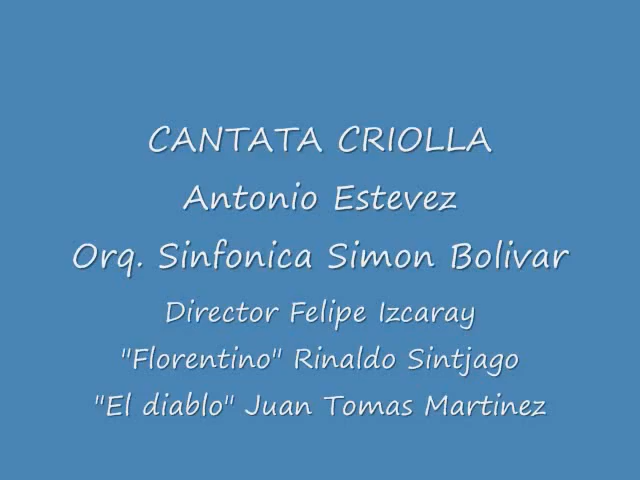 CANTATA CRIOLLA
Antonio Estevez
Orq. Sinfonica Simon Bolivar
Director Felipe Izcaray
"Florentino" Rinaldo Sintjago
"El diablo" Juan Tomas Martinez